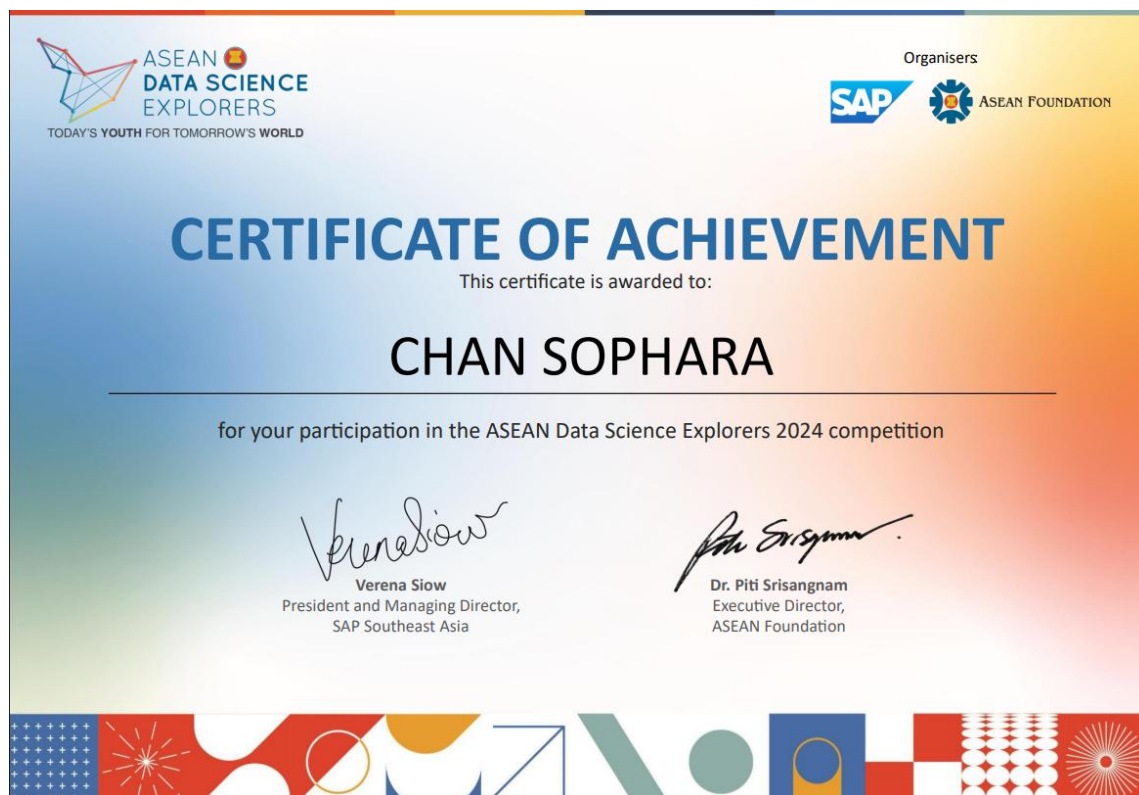 ASEAN
DATA SCIENCE
EXPLORERS
TODAY'S YOUTH FOR TOMORROW'S WORLD
Organisers
SAP
ASEAN FOUNDATION
CERTIFICATE OF ACHIEVEMENT
This certificate is awarded to:
CHAN SOPHARA
for your participation in the ASEAN Data Science Explorers 2024 competition
Verena Siow
Verena Siow
President and Managing Director,
SAP Southeast Asia
Dr. Piti Srisangnam
Executive Director,
ASEAN Foundation